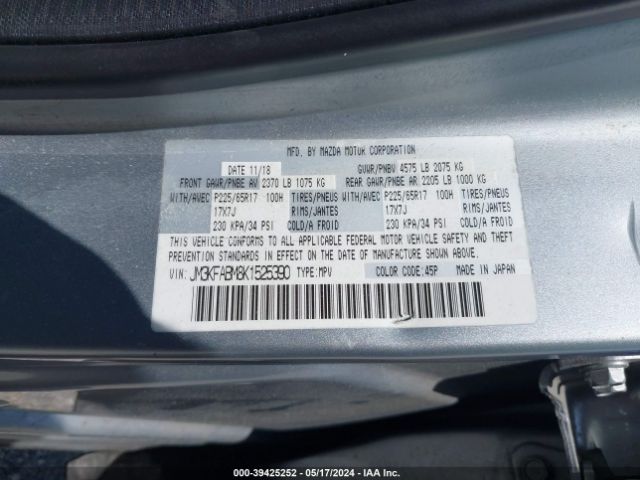 MFD. BY MAZDA MOTOR CORPORATION
DATE 11/18 GVWR/PNBV 4575 LB 2075 KG
FRONT GAWR/PNBE AV 2370 LB 1075 KG REAR GAWR/PNBE AR 2205 LB 1000 KG
WITH/AVEC P225/65R17 100H TIRES/PNEUS WITH/AVEC P225/65R17 100H TIRES/PNEUS
17X7J RIMS/JANTES 17X7J RIMS/JANTES
230 KPA/34 PSI COLD/A FROID 230 KPA/34 PSI COLD/A FROID
THIS VEHICLE CONFORMS TO ALL APPLICABLE FEDERAL MOTOR VEHICLE SAFETY AND THEFT
PREVENTION STANDARDS IN EFFECT ON THE DATE OF MANUFACTURE SHOWN ABOVE.
VIN: JM3KFABM8K1525390 TYPE:MPV COLOR CODE:45P MADE IN JAPAN
000-39425252 - 05/17/2024 - IAA Inc.